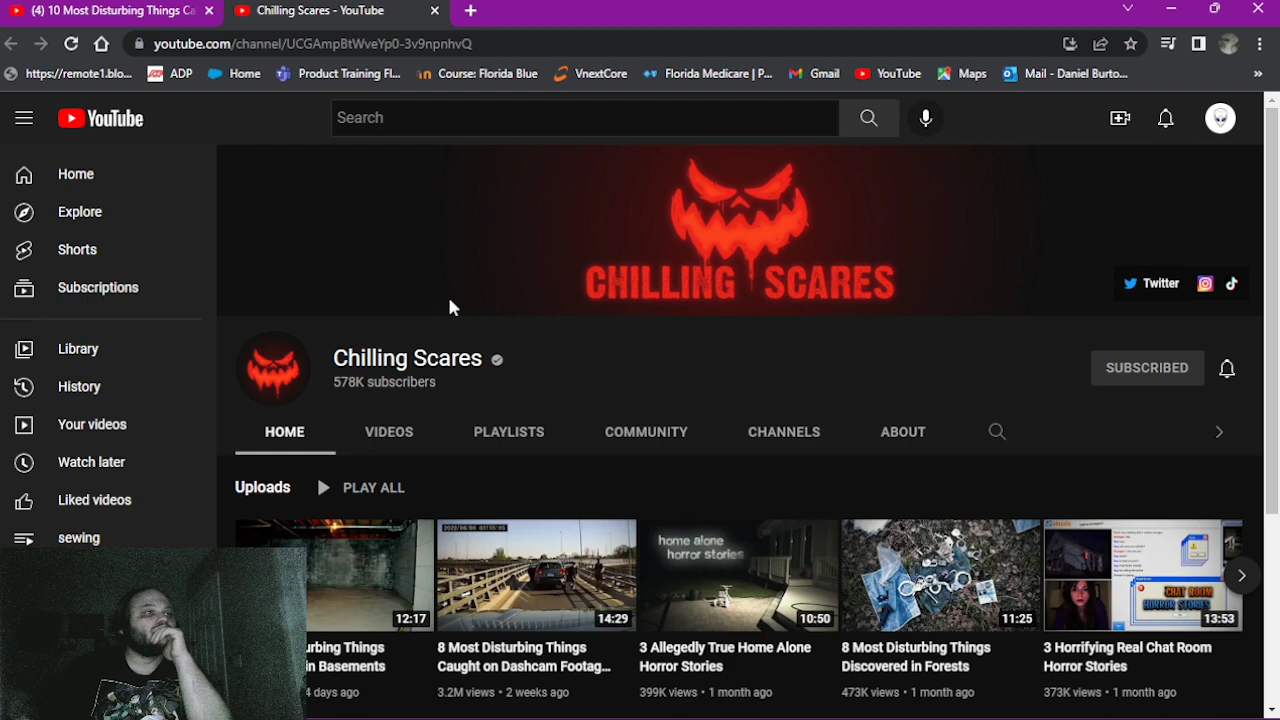 (4) 10 Most Disturbing Things Ca
Chilling Scares - YouTube
youtube.com/channel/UCGAmpBtWveYp0-3v9npnhvQ
https://remote1.blo...
ADP
Home
Product Training Fl...
Course: Florida Blue
VnextCore
Florida Medicare | P...
Gmail
YouTube
Maps
Mail - Daniel Burto...
YouTube
Search
Home
Explore
Shorts
Subscriptions
Library
History
Your videos
Watch later
Liked videos
sewing
CHILLING SCARES
Twitter
Chilling Scares
578K subscribers
SUBSCRIBED
HOME
VIDEOS
PLAYLISTS
COMMUNITY
CHANNELS
ABOUT
Uploads
PLAY ALL
12:17
14:29
home alone
horror stories
10:50
11:25
CHAT ROOM
HORROR STORIES
13:53
urbing Things
in Basements
4 days ago
8 Most Disturbing Things
Caught on Dashcam Footag...
3.2M views • 2 weeks ago
3 Allegedly True Home Alone
Horror Stories
399K views • 1 month ago
8 Most Disturbing Things
Discovered in Forests
473K views • 1 month ago
3 Horrifying Real Chat Room
Horror Stories
373K views • 1 month ago